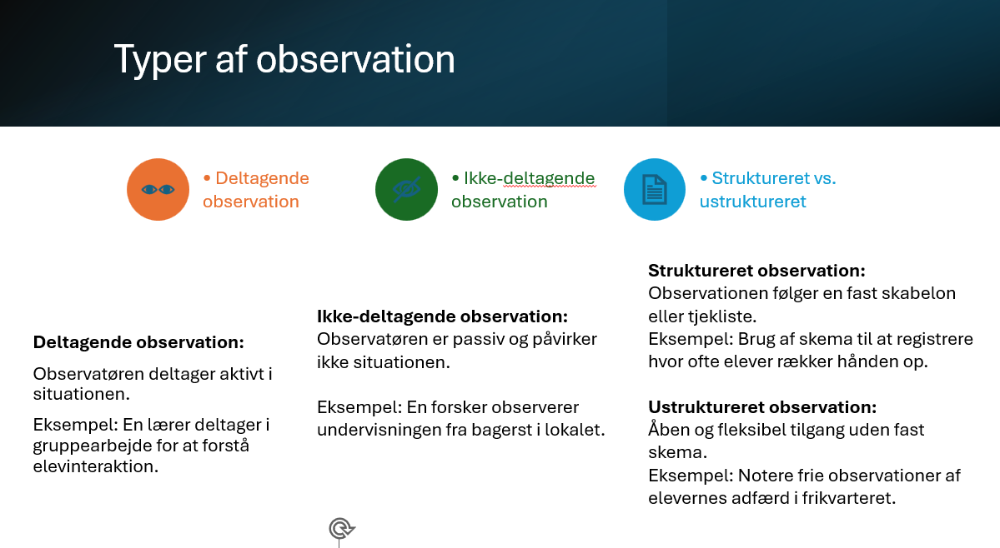 Typer af observation
• Deltagende
observation
• Ikke-deltagende
observation
• Struktureret vs.
ustruktureret
Deltagende observation:
Observatøren deltager aktivt i
situationen.
Eksempel: En lærer deltager i
gruppearbejde for at forstå
elevinteraktion.
Ikke-deltagende observation:
Observatøren er passiv og påvirker
ikke situationen.
Eksempel: En forsker observerer
undervisningen fra bagerst i lokalet.
Struktureret observation:
Observationen følger en fast skabelon
eller tjekliste.
Eksempel: Brug af skema til at registrere
hvor ofte elever rækker hånden op.
Ustruktureret observation:
Åben og fleksibel tilgang uden fast
skema.
Eksempel: Notere frie observationer af
elevernes adfærd i frikvarteret.